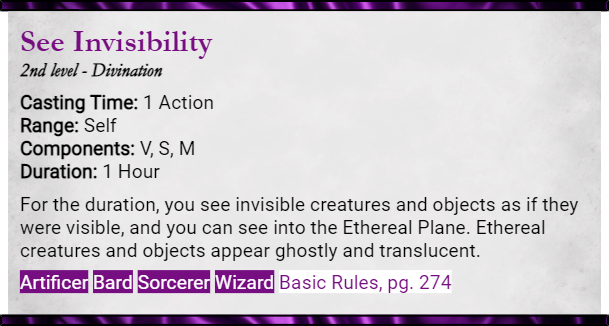 See Invisibility
2nd level - Divination
Casting Time: 1 Action
Range: Self
Components: V, S, M
Duration: 1 Hour
For the duration, you see invisible creatures and objects as if they
were visible, and you can see into the Ethereal Plane. Ethereal
creatures and objects appear ghostly and translucent.
Artificer Bard Sorcerer Wizard Basic Rules, pg. 274